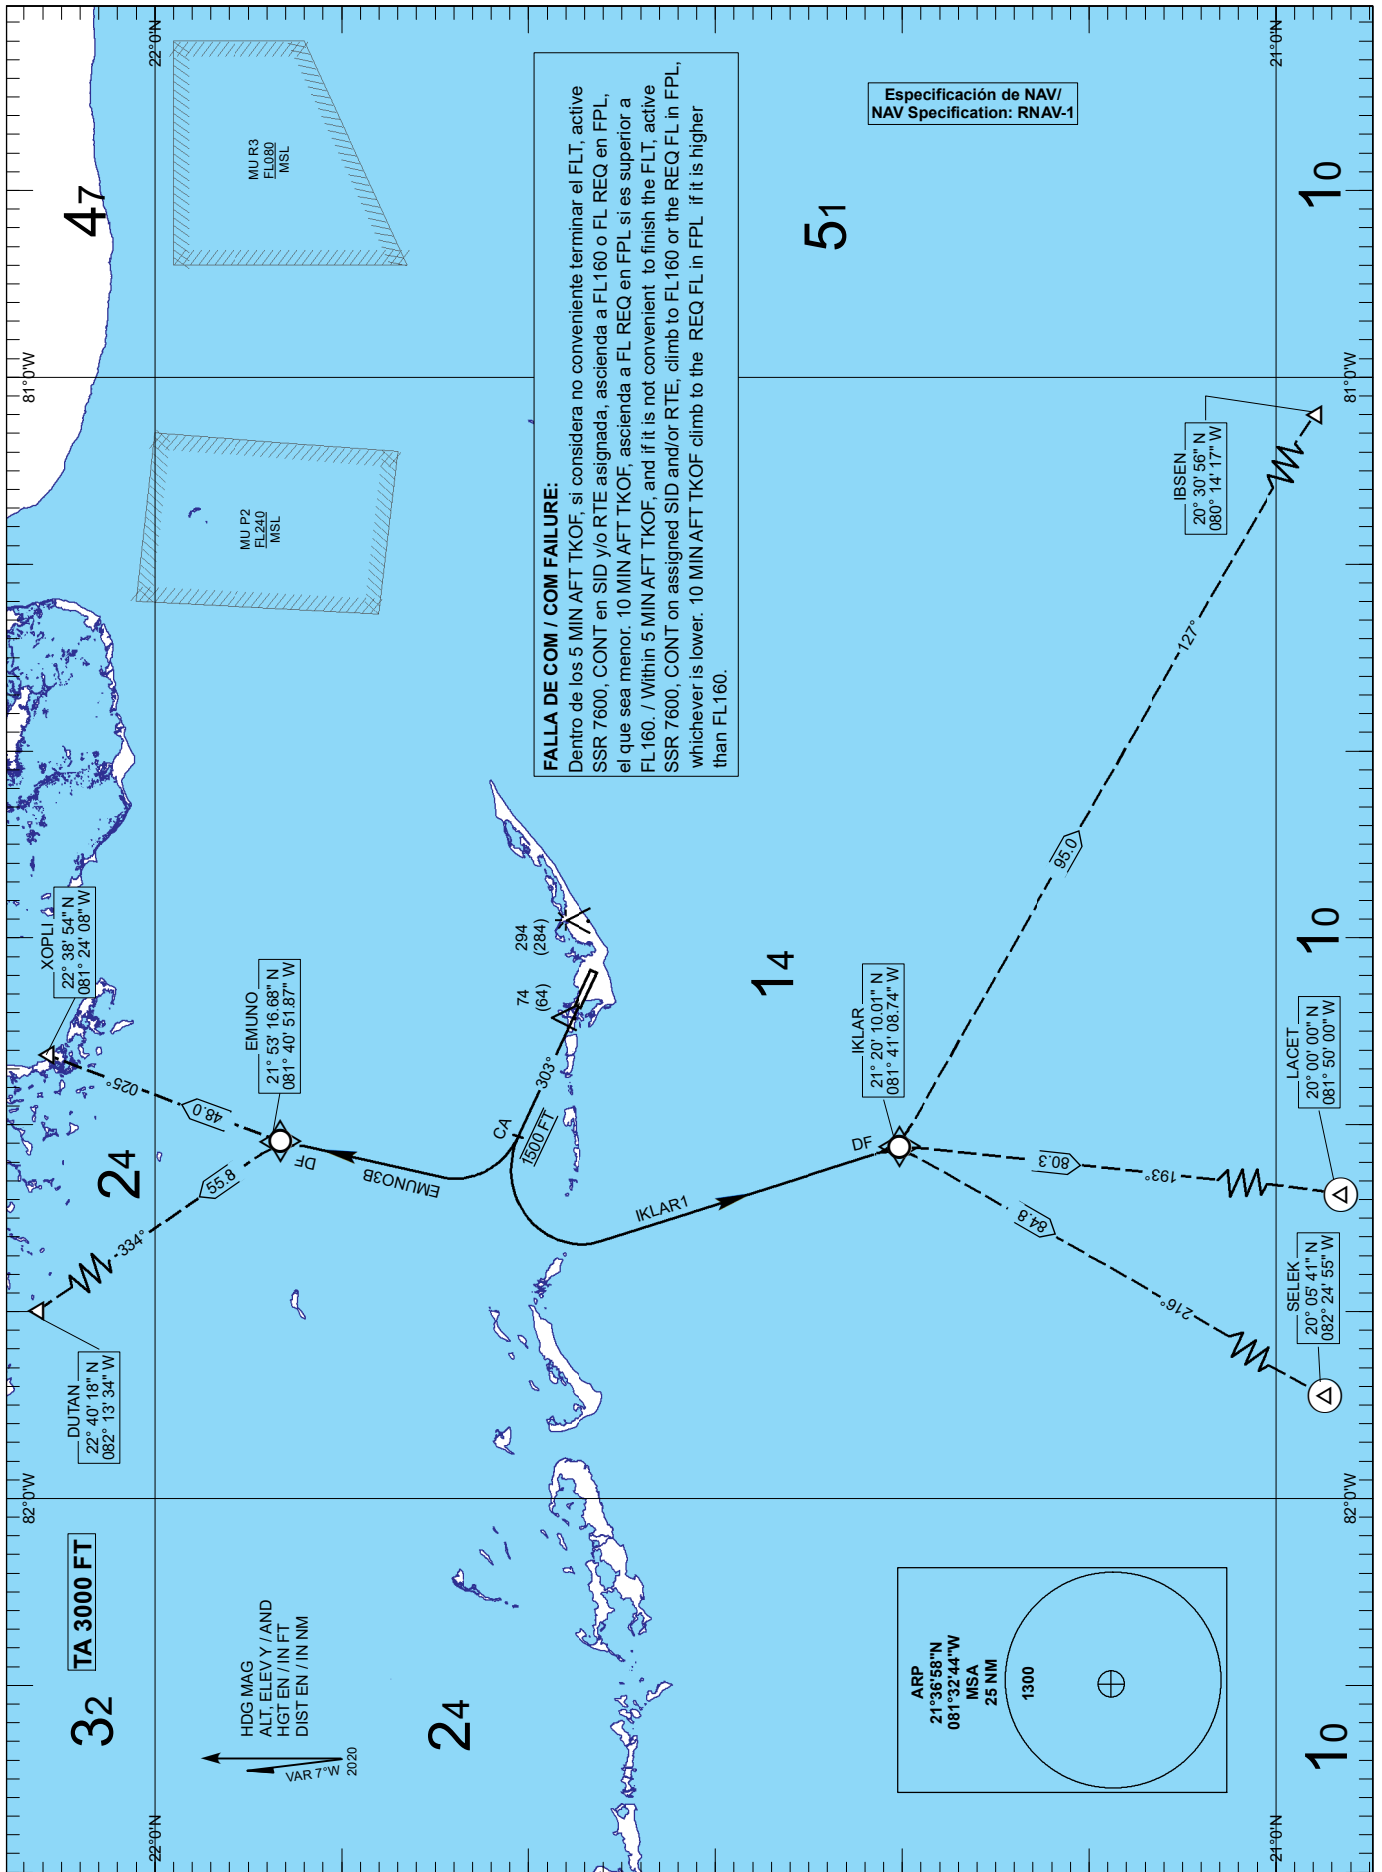 32
TA 3000 FT
82°0'W
DUTAN
22° 40' 18" N
082° 13' 34" W
24
XOPLI
22° 38' 54" N
081° 24' 08" W
81°0'W
47
22°0'N
22°0'N
HDG MAG
ALT, ELEV Y / AND
HGT EN / IN FT
DIST EN / IN NM
VAR 7°W
2020
334°
55.8
025°
48.0
EMUNO
21° 53' 16.68" N
081° 40' 51.87" W
DF
EMUNO3B
MU P2
FL240
MSL
MU R3
FL080
MSL
24
CA
1500 FT
303°
74
(64)
294
(284)
IKLAR1
FALLA DE COM / COM FAILURE:
Dentro de los 5 MIN AFT TKOF, si considera no conveniente terminar el FLT, active
SSR 7600, CONT en SID y/o RTE asignada, ascienda a FL160 o FL REQ en FPL,
el que sea menor. 10 MIN AFT TKOF, ascienda a FL REQ en FPL si es superior a
FL160. / Within 5 MIN AFT TKOF, and if it is not convenient to finish the FLT, active
SSR 7600, CONT on assigned SID and/or RTE, climb to FL160 or the REQ FL in FPL,
whichever is lower. 10 MIN AFT TKOF climb to the REQ FL in FPL if it is higher
than FL160.
14
51
Especificación de NAV/
NAV Specification: RNAV-1
IKLAR
21° 20' 10.01" N
081° 41' 08.74" W
DF
ARP
21°36'58"N
081°32'44"W
MSA
25 NM
1300
84.8
216°
80.3
193°
95.0
127°
IBSEN
20° 30' 56" N
080° 14' 17" W
21°0'N
21°0'N
SELEK
20° 05' 41" N
082° 24' 55" W
LACET
20° 00' 00" N
081° 50' 00" W
10
10
10
82°0'W
81°0'W